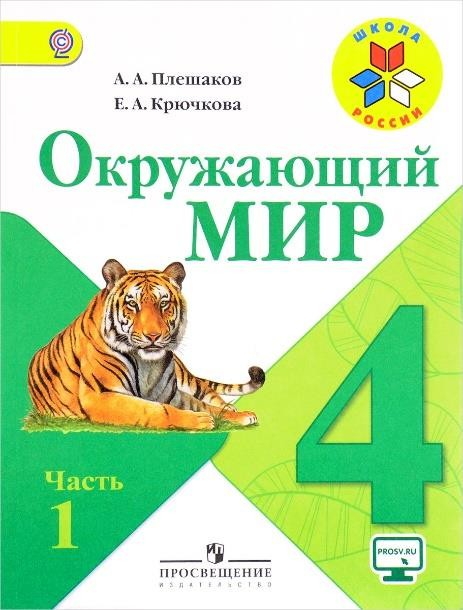 ШКОЛА
РОССИИ
А. А. Плешаков
Е. А. Крючкова
Окружающий
МИР
4
Часть
1
ПРОСВЕЩЕНИЕ
ИЗДАТЕЛЬСТВО
PROSV.RU